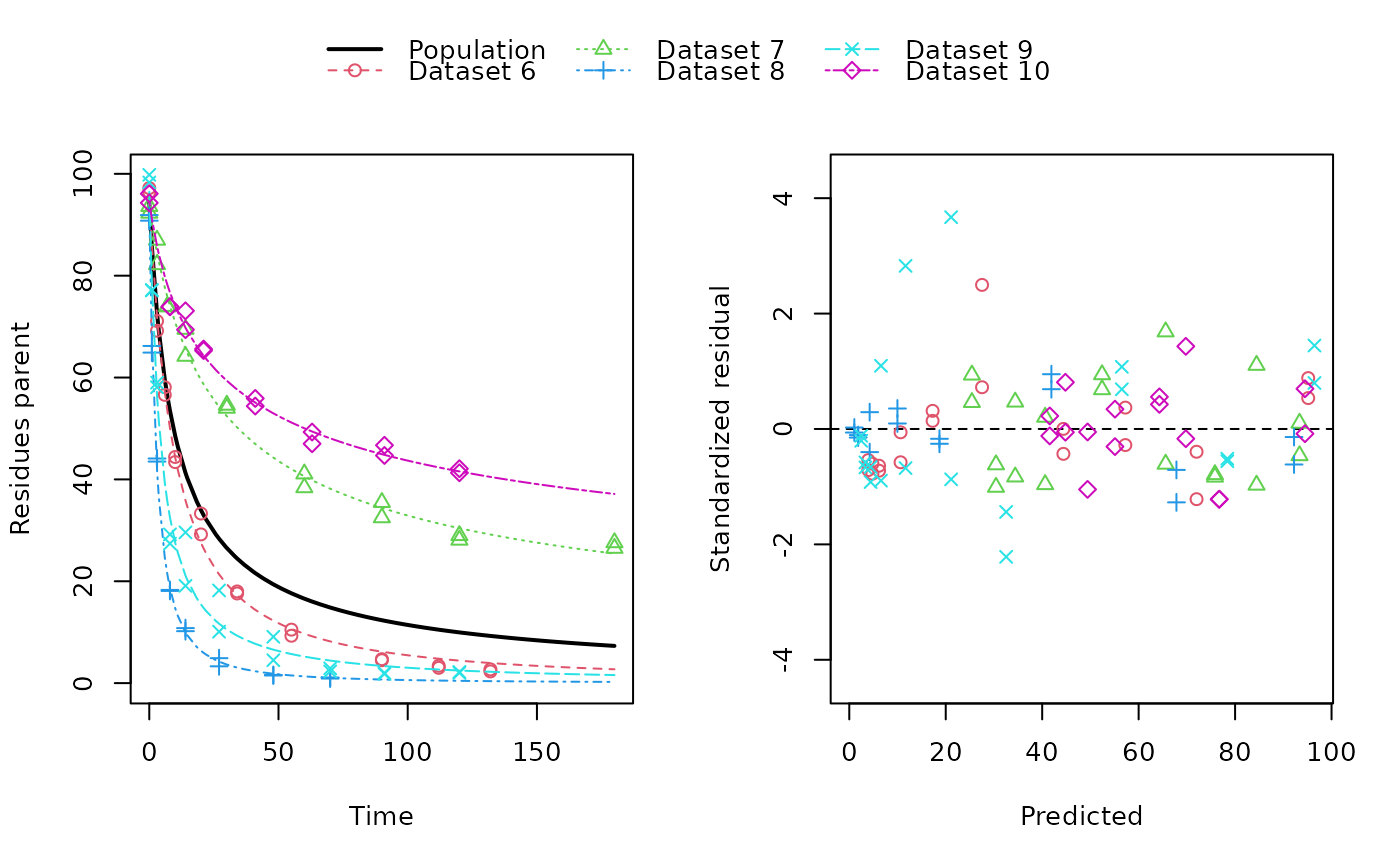 Population Dataset 7 Dataset 9
Dataset 6 Dataset 8 Dataset 10
Residues parent
100
80
60
40
20
0
0 50 100 150
Time
Standardized residual
4
2
0
-2
-4
0 20 40 60 80 100
Predicted